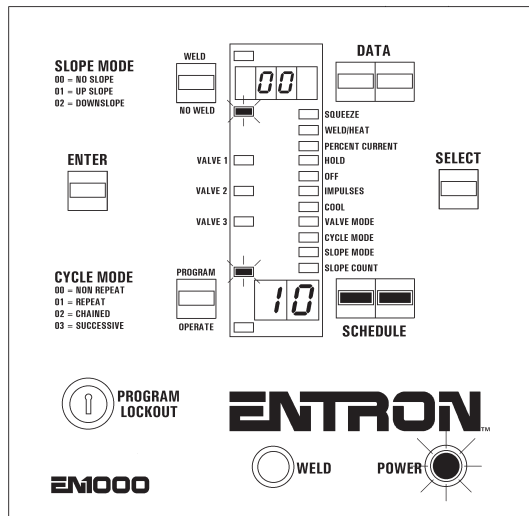 SLOPE MODE
00 = NO SLOPE
01 = UP SLOPE
02 = DOWNSLOPE
WELD
NO WELD
00
DATA
SQUEEZE
WELD/HEAT
PERCENT CURRENT
HOLD
OFF
IMPULSES
COOL
VALVE MODE
CYCLE MODE
SLOPE MODE
SLOPE COUNT
ENTER
VALVE 1
VALVE 2
VALVE 3
SELECT
CYCLE MODE
00 = NON REPEAT
01 = REPEAT
02 = CHAINED
03 = SUCCESSIVE
PROGRAM
OPERATE
10
SCHEDULE
PROGRAM
LOCKOUT
ENTRON™
WELD
POWER
EN1000